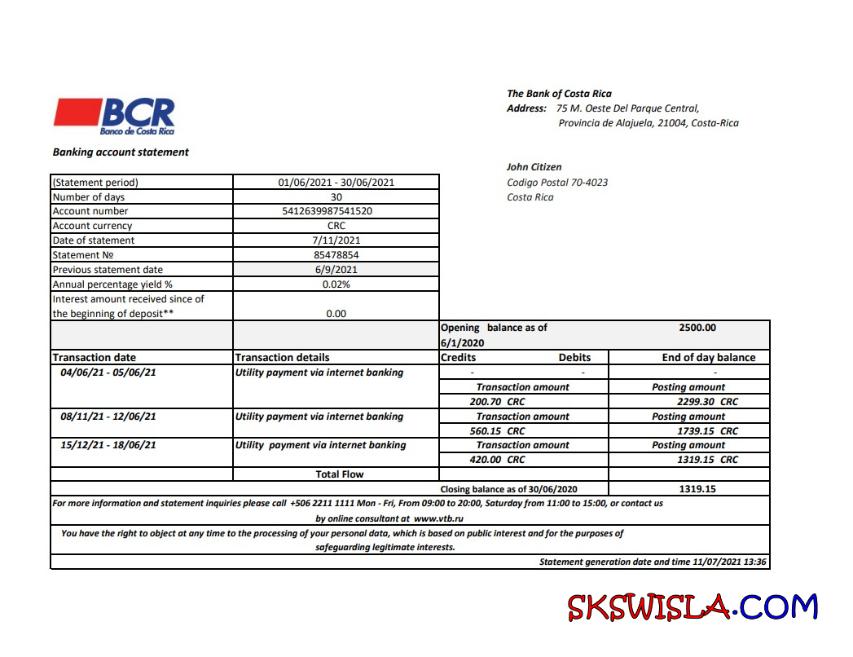 BCR
Banco de Costa Rica
The Bank of Costa Rica
Address: 75 M. Oeste Del Parque Central,
Provincia de Alajuela, 21004, Costa-Rica
Banking account statement
John Citizen
Codigo Postal 70-4023
Costa Rica
(Statement period) 01/06/2021 - 30/06/2021
Number of days 30
Account number 5412639987541520
Account currency CRC
Date of statement 7/11/2021
Statement № 85478854
Previous statement date 6/9/2021
Annual percentage yield % 0.02%
Interest amount received since of
the beginning of deposit** 0.00
Opening balance as of 2500.00
6/1/2020
Transaction date Transaction details Credits Debits End of day balance
04/06/21 - 05/06/21 Utility payment via internet banking - - -
Transaction amount Posting amount
200.70 CRC 2299.30 CRC
08/11/21 - 12/06/21 Utility payment via internet banking Transaction amount Posting amount
560.15 CRC 1739.15 CRC
15/12/21 - 18/06/21 Utility payment via internet banking Transaction amount Posting amount
420.00 CRC 1319.15 CRC
Total Flow
Closing balance as of 30/06/2020 1319.15
For more information and statement inquiries please call +506 2211 1111 Mon - Fri, From 09:00 to 20:00, Saturday from 11:00 to 15:00, or contact us
by online consultant at www.vtb.ru
You have the right to object at any time to the processing of your personal data, which is based on public interest and for the purposes of
safeguarding legitimate interests.
Statement generation date and time 11/07/2021 13:36
SKSWISLA.COM